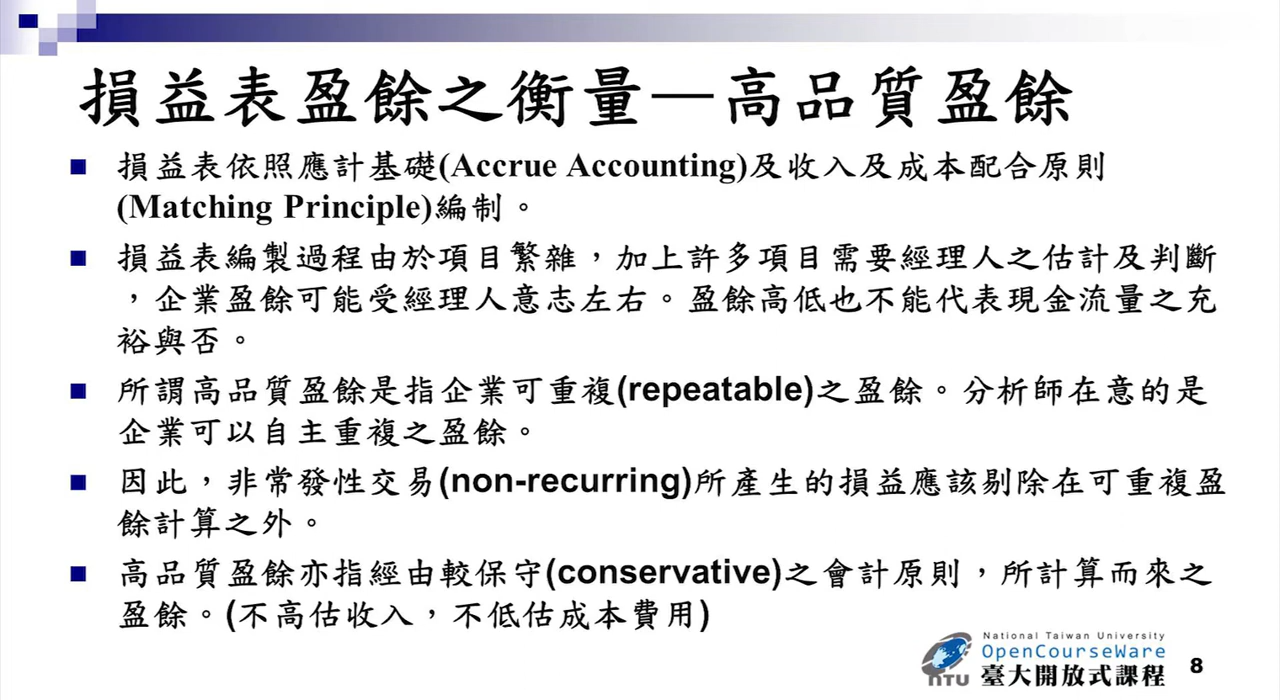 損益表盈餘之衡量—高品質盈餘
損益表依照應計基礎(Accrue Accounting)及收入及成本配合原則
(Matching Principle)編制。
損益表編製過程由於項目繁雜，加上許多項目需要經理人之估計及判斷
，企業盈餘可能受經理人意志左右。盈餘高低也不能代表現金流量之充
裕與否。
所謂高品質盈餘是指企業可重複(repeatable)之盈餘。分析師在意的是
企業可以自主重複之盈餘。
因此，非常發性交易(non-recurring)所產生的損益應該剔除在可重複盈
餘計算之外。
高品質盈餘亦指經由較保守(conservative)之會計原則，所計算而來之
盈餘。(不高估收入，不低估成本費用)
National Taiwan University
OpenCourseWare
NTU 臺大開放式課程
8